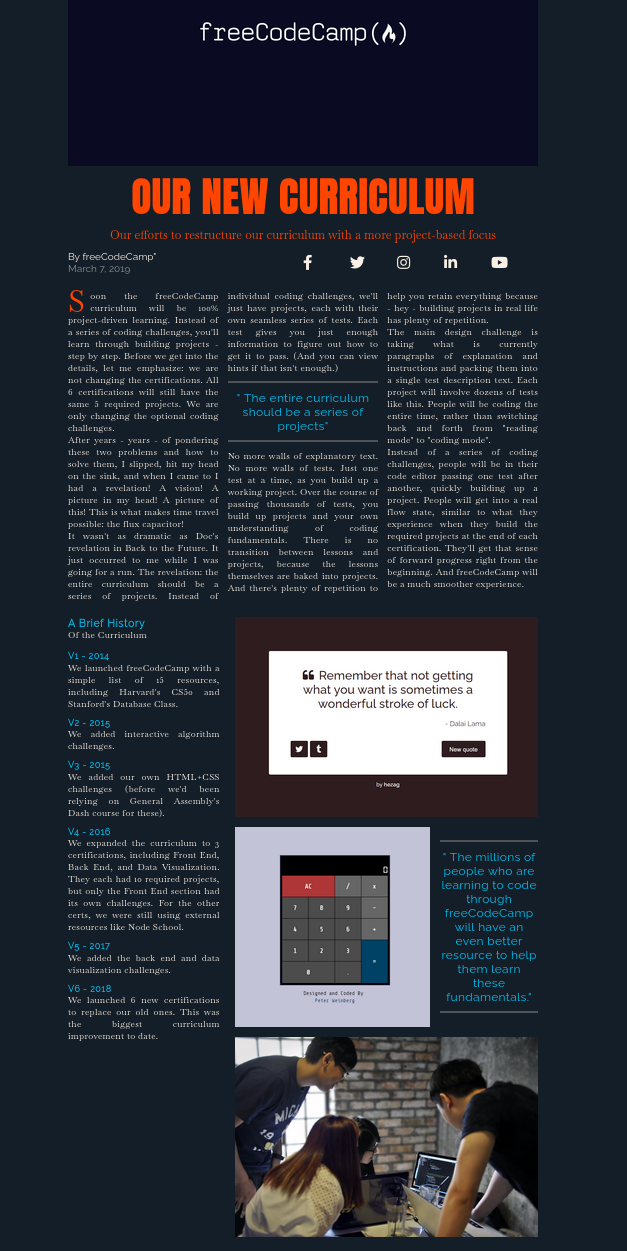 freeCodeCamp(🔥)
OUR NEW CURRICULUM
Our efforts to restructure our curriculum with a more project-based focus
By freeCodeCamp"
March 7, 2019
Soon the freeCodeCamp
curriculum will be 100%
project-driven learning. Instead of
a series of coding challenges, you'll
learn through building projects -
step by step. Before we get into the
details, let me emphasize: we are
not changing the certifications. All
6 certifications will still have the
same 5 required projects. We are
only changing the optional coding
challenges.
After years - years - of pondering
these two problems and how to
solve them, I slipped, hit my head
on the sink, and when I came to I
had a revelation! A vision! A
picture in my head! A picture of
this! This is what makes time travel
possible: the flux capacitor!
It wasn't as dramatic as Doc's
revelation in Back to the Future. It
just occurred to me while I was
going for a run. The revelation: the
entire curriculum should be a
series of projects. Instead of
individual coding challenges, we'll
just have projects, each with their
own seamless series of tests. Each
test gives you just enough
information to figure out how to
get it to pass. (And you can view
hints if that isn't enough.)
" The entire curriculum
should be a series of
projects"
No more walls of explanatory text.
No more walls of tests. Just one
test at a time, as you build up a
working project. Over the course of
passing thousands of tests, you
build up projects and your own
understanding of coding
fundamentals. There is no
transition between lessons and
projects, because the lessons
themselves are baked into projects.
And there's plenty of repetition to
help you retain everything because
- hey - building projects in real life
has plenty of repetition.
The main design challenge is
taking what is currently
paragraphs of explanation and
instructions and packing them into
a single test description text. Each
project will involve dozens of tests
like this. People will be coding the
entire time, rather than switching
back and forth from "reading
mode" to "coding mode".
Instead of a series of coding
challenges, people will be in their
code editor passing one test after
another, quickly building up a
project. People will get into a real
flow state, similar to what they
experience when they build the
required projects at the end of each
certification. They'll get that sense
of forward progress right from the
beginning. And freeCodeCamp will
be a much smoother experience.
A Brief History
Of the Curriculum
V1 - 2014
We launched freeCodeCamp with a
simple list of 15 resources,
including Harvard's CS50 and
Stanford's Database Class.
V2 - 2015
We added interactive algorithm
challenges.
V3 - 2015
We added our own HTML+CSS
challenges (before we'd been
relying on General Assembly's
Dash course for these).
V4 - 2016
We expanded the curriculum to 3
certifications, including Front End,
Back End, and Data Visualization.
They each had 10 required projects,
but only the Front End section had
its own challenges. For the other
certs, we were still using external
resources like Node School.
V5 - 2017
We added the back end and data
visualization challenges.
V6 - 2018
We launched 6 new certifications
to replace our old ones. This was
the biggest curriculum
improvement to date.
Remember that not getting
what you want is sometimes a
wonderful stroke of luck.
- Dalai Lama
New quote
by hezag
0
AC / x
7 8 9 -
4 5 6 +
1 2 3 =
0 .
Designed and Coded By
Peter Weinberg
" The millions of
people who are
learning to code
through
freeCodeCamp
will have an
even better
resource to help
them learn
these
fundamentals."